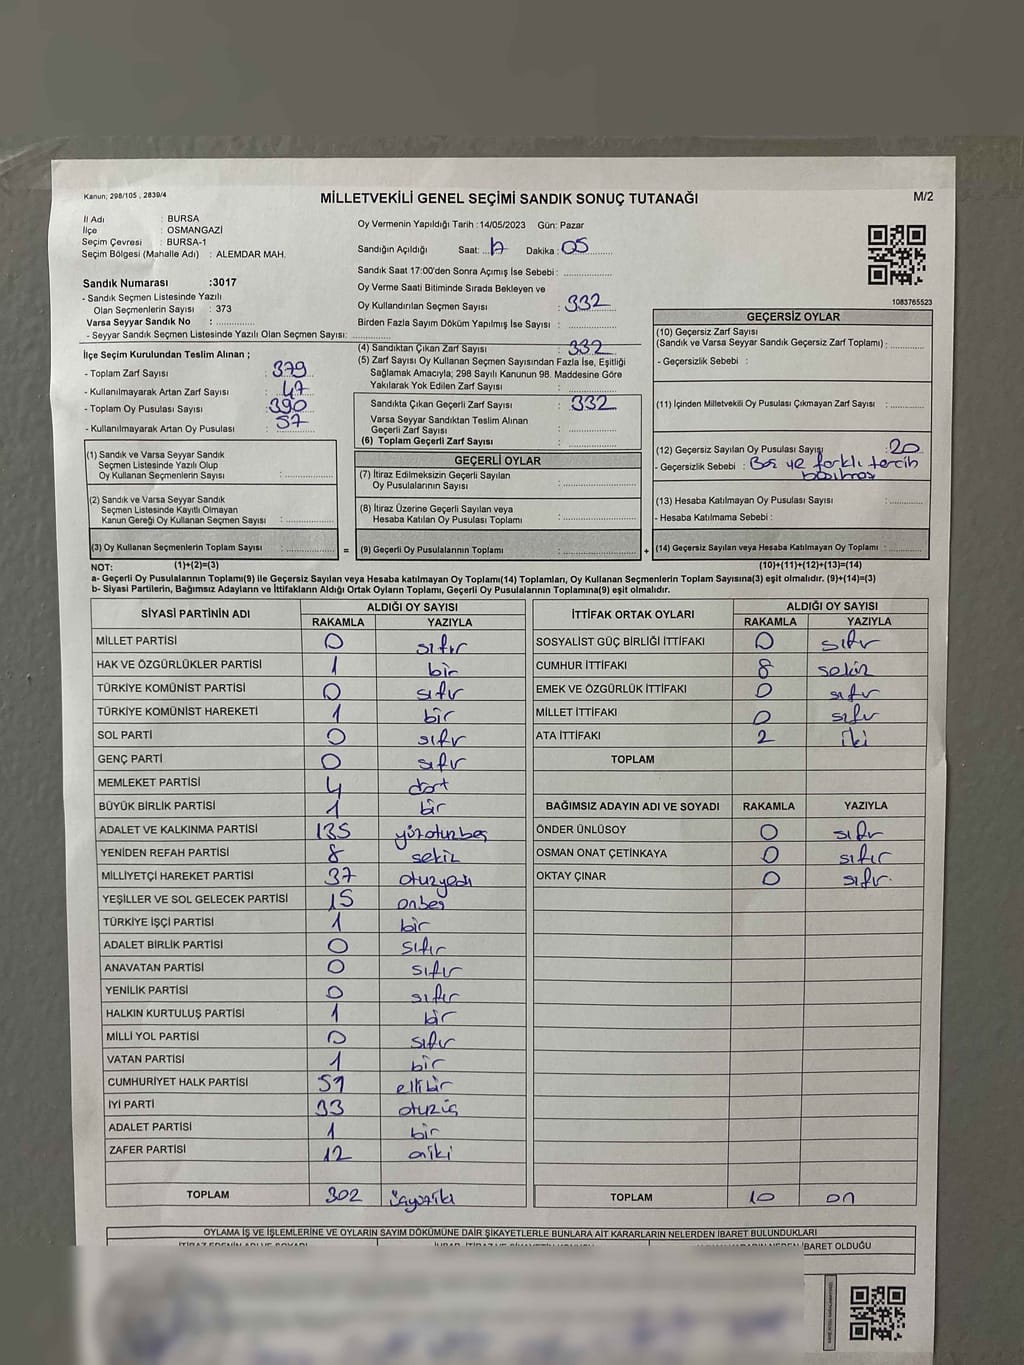 Kanun; 298/105 , 2839/4
MİLLETVEKİLİ GENEL SEÇİMİ SANDIK SONUÇ TUTANAĞI
M/2
İl Adı : BURSA
İlçe : OSMANGAZİ
Seçim Çevresi : BURSA-1
Seçim Bölgesi (Mahalle Adı) : ALEMDAR MAH.
Oy Vermenin Yapıldığı Tarih :14/05/2023 Gün: Pazar
Sandığın Açıldığı Saat: 17 Dakika : 05
Sandık Saat 17:00'den Sonra Açmış İse Sebebi :
Oy Verme Saati Bitiminde Sırada Bekleyen ve
Oy Kullandırılan Seçmen Sayısı : 332
Birden Fazla Sayım Döküm Yapılmış İse Sayısı :
1083765523
Sandık Numarası :3017
- Sandık Seçmen Listesinde Yazılı
Olan Seçmenlerin Sayısı : 373
Varsa Seyyar Sandık No :
- Seyyar Sandık Seçmen Listesinde Yazılı Olan Seçmen Sayısı:
İlçe Seçim Kurulundan Teslim Alınan ;
- Toplam Zarf Sayısı : 379
- Kullanılmayarak Artan Zarf Sayısı : 47
- Toplam Oy Pusulası Sayısı : 390
- Kullanılmayarak Artan Oy Pusulası : 57
(4) Sandıktan Çıkan Zarf Sayısı : 332
(5) Zarf Sayısı Oy Kullanan Seçmen Sayısından Fazla İse, Eşitliği
Sağlamak Amacıyla; 298 Sayılı Kanunun 98. Maddesine Göre
Yakılarak Yok Edilen Zarf Sayısı :
Sandıkta Çıkan Geçerli Zarf Sayısı : 332
Varsa Seyyar Sandıktan Teslim Alınan
Geçerli Zarf Sayısı :
(6) Toplam Geçerli Zarf Sayısı :
GEÇERSİZ OYLAR
(10) Geçersiz Zarf Sayısı
(Sandık ve Varsa Seyyar Sandık Geçersiz Zarf Toplamı) :
- Geçersizlik Sebebi :
(11) İçinden Milletvekili Oy Pusulası Çıkmayan Zarf Sayısı :
(12) Geçersiz Sayılan Oy Pusulası Sayısı : 20
- Geçersizlik Sebebi : Boş ve farklı tercih
(13) Hesaba Katılmayan Oy Pusulası Sayısı :
- Hesaba Katılmama Sebebi :
(14) Geçersiz Sayılan veya Hesaba Katılmayan Oy Toplamı :
(10)+(11)+(12)+(13)=(14)
(1) Sandık ve Varsa Seyyar Sandık
Seçmen Listesinde Yazılı Olup
Oy Kullanan Seçmenlerin Sayısı :
(2) Sandık ve Varsa Seyyar Sandık
Seçmen Listesinde Kayıtlı Olmayan
Kanun Gereği Oy Kullanan Seçmen Sayısı :
(3) Oy Kullanan Seçmenlerin Toplam Sayısı : =
GEÇERLİ OYLAR
(7) İtiraz Edilmeksizin Geçerli Sayılan
Oy Pusulalarının Sayısı :
(8) İtiraz Üzerine Geçerli Sayılan veya
Hesaba Katılan Oy Pusulası Toplamı :
(9) Geçerli Oy Pusulalarının Toplamı : +
NOT: (1)+(2)=(3)
a- Geçerli Oy Pusulalarının Toplamı(9) ile Geçersiz Sayılan veya Hesaba katılmayan Oy Toplamı(14) Toplamları, Oy Kullanan Seçmenlerin Toplam Sayısına(3) eşit olmalıdır. (9)+(14)=(3)
b- Siyasi Partilerin, Bağımsız Adayların ve İttifakların Aldığı Ortak Oyların Toplamı, Geçerli Oy Pusulalarının Toplamına(9) eşit olmalıdır.
SİYASİ PARTİNİN ADI ALDIĞI OY SAYISI
RAKAMLA YAZIYLA
MİLLET PARTİSİ 0 sıfır
HAK VE ÖZGÜRLÜKLER PARTİSİ 1 bir
TÜRKİYE KOMÜNİST PARTİSİ 0 sıfır
TÜRKİYE KOMÜNİST HAREKETİ 1 bir
SOL PARTİ 0 sıfır
GENÇ PARTİ 0 sıfır
MEMLEKET PARTİSİ 4 dört
BÜYÜK BİRLİK PARTİSİ 1 bir
ADALET VE KALKINMA PARTİSİ 135 yüzotuzbeş
YENİDEN REFAH PARTİSİ 8 sekiz
MİLLİYETÇİ HAREKET PARTİSİ 37 otuzyedi
YEŞİLLER VE SOL GELECEK PARTİSİ 15 onbeş
TÜRKİYE İŞÇİ PARTİSİ 1 bir
ADALET BİRLİK PARTİSİ 0 sıfır
ANAVATAN PARTİSİ 0 sıfır
YENİLİK PARTİSİ 0 sıfır
HALKIN KURTULUŞ PARTİSİ 1 bir
MİLLİ YOL PARTİSİ 0 sıfır
VATAN PARTİSİ 1 bir
CUMHURİYET HALK PARTİSİ 51 ellibir
İYİ PARTİ 33 otuzüç
ADALET PARTİSİ 1 bir
ZAFER PARTİSİ 12 oniki
TOPLAM 302 üçyüziki
İTTİFAK ORTAK OYLARI ALDIĞI OY SAYISI
RAKAMLA YAZIYLA
SOSYALİST GÜÇ BİRLİĞİ İTTİFAKI 0 sıfır
CUMHUR İTTİFAKI 8 sekiz
EMEK VE ÖZGÜRLÜK İTTİFAKI 0 sıfır
MİLLET İTTİFAKI 0 sıfır
ATA İTTİFAKI 2 iki
TOPLAM
BAĞIMSIZ ADAYIN ADI VE SOYADI RAKAMLA YAZIYLA
ÖNDER ÜNLÜSOY 0 sıfır
OSMAN ONAT ÇETİNKAYA 0 sıfır
OKTAY ÇINAR 0 sıfır
TOPLAM 10 on
OYLAMA İŞ VE İŞLEMLERİNE VE OYLARIN SAYIM DÖKÜMÜNE DAİR ŞİKAYETLERLE BUNLARA AİT KARARLARIN NELERDEN İBARET BULUNDUKLARI
İBARET OLDUĞU